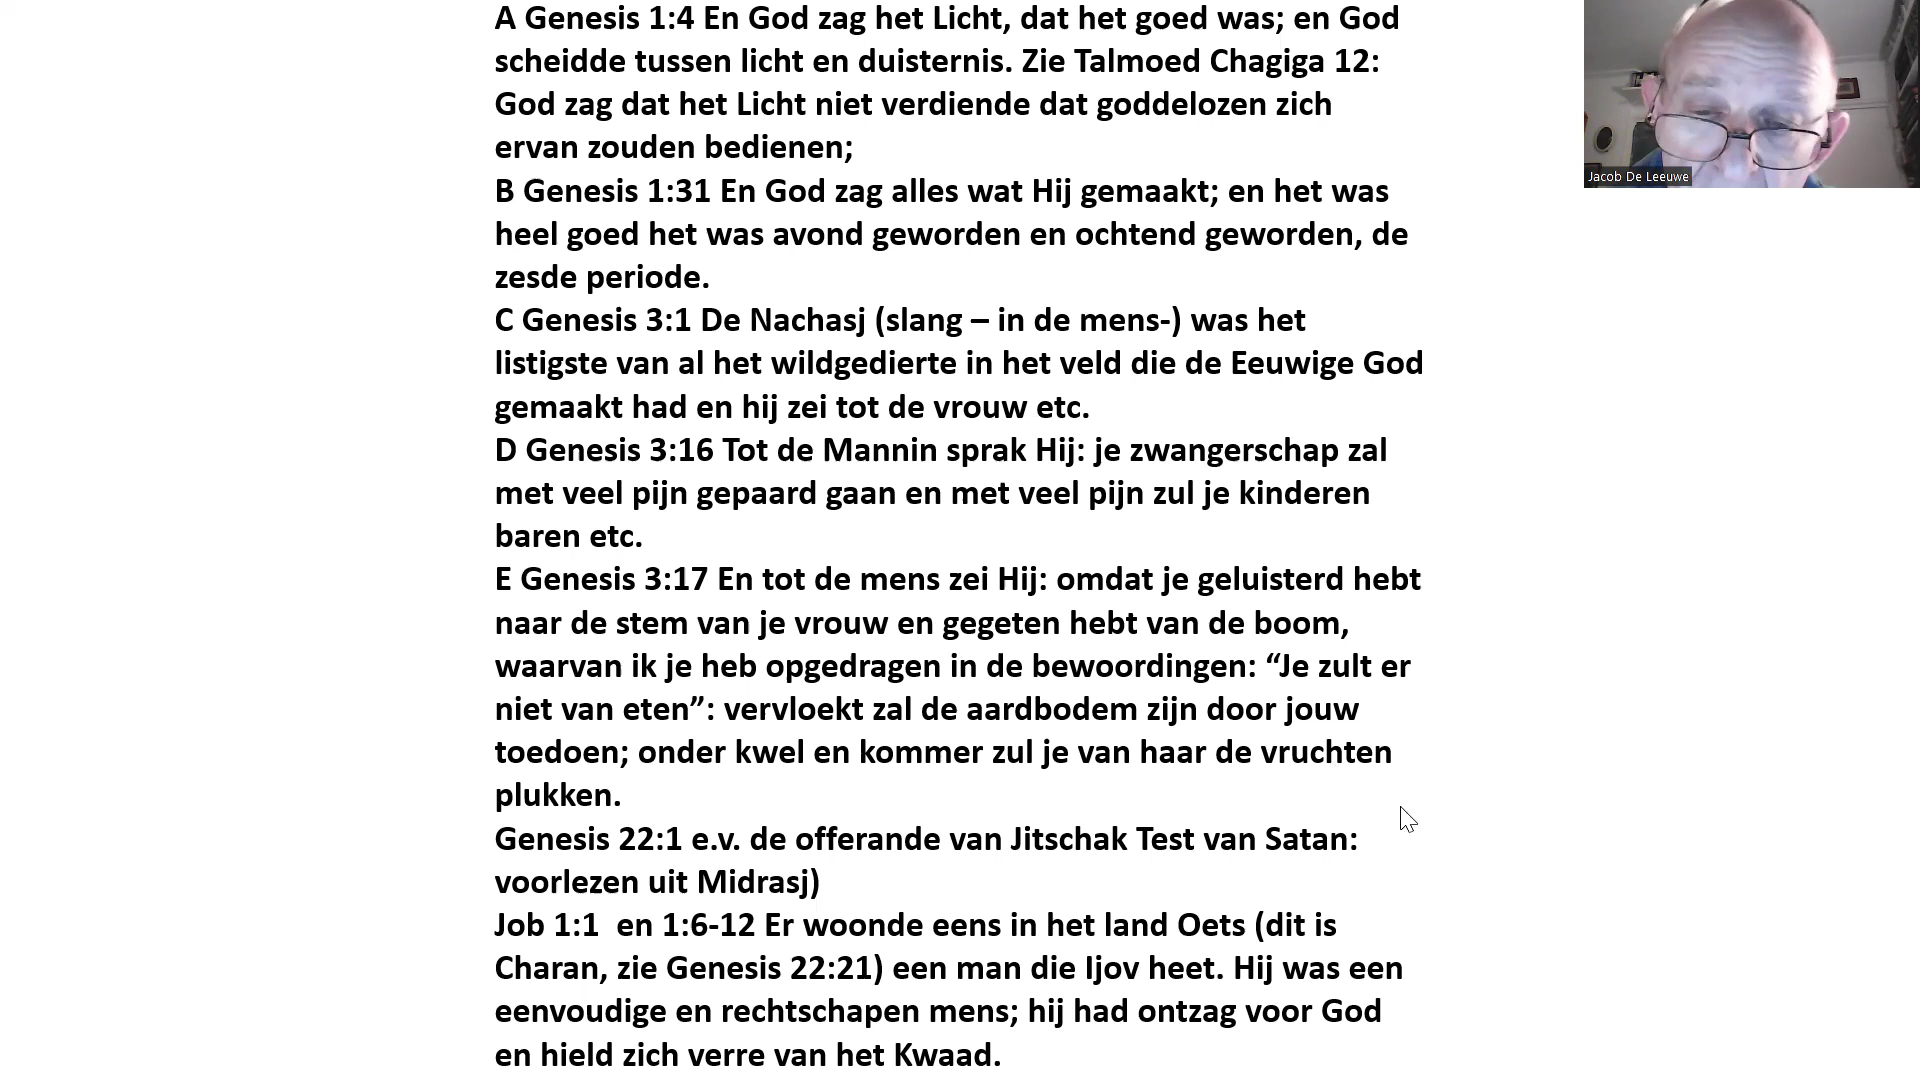 A Genesis 1:4 En God zag het Licht, dat het goed was; en God
scheidde tussen licht en duisternis. Zie Talmoed Chagiga 12:
God zag dat het Licht niet verdiende dat goddelozen zich
ervan zouden bedienen;
B Genesis 1:31 En God zag alles wat Hij gemaakt; en het was
heel goed het was avond geworden en ochtend geworden, de
zesde periode.
C Genesis 3:1 De Nachasj (slang – in de mens-) was het
listigste van al het wildgedierte in het veld die de Eeuwige God
gemaakt had en hij zei tot de vrouw etc.
D Genesis 3:16 Tot de Mannin sprak Hij: je zwangerschap zal
met veel pijn gepaard gaan en met veel pijn zul je kinderen
baren etc.
E Genesis 3:17 En tot de mens zei Hij: omdat je geluisterd hebt
naar de stem van je vrouw en gegeten hebt van de boom,
waarvan ik je heb opgedragen in de bewoordingen: “Je zult er
niet van eten”: vervloekt zal de aardbodem zijn door jouw
toedoen; onder kwel en kommer zul je van haar de vruchten
plukken.
Genesis 22:1 e.v. de offerande van Jitschak Test van Satan:
voorlezen uit Midrasj)
Job 1:1  en 1:6-12 Er woonde eens in het land Oets (dit is
Charan, zie Genesis 22:21) een man die Ijov heet. Hij was een
eenvoudige en rechtschapen mens; hij had ontzag voor God
en hield zich verre van het Kwaad.
Jacob De Leeuwe